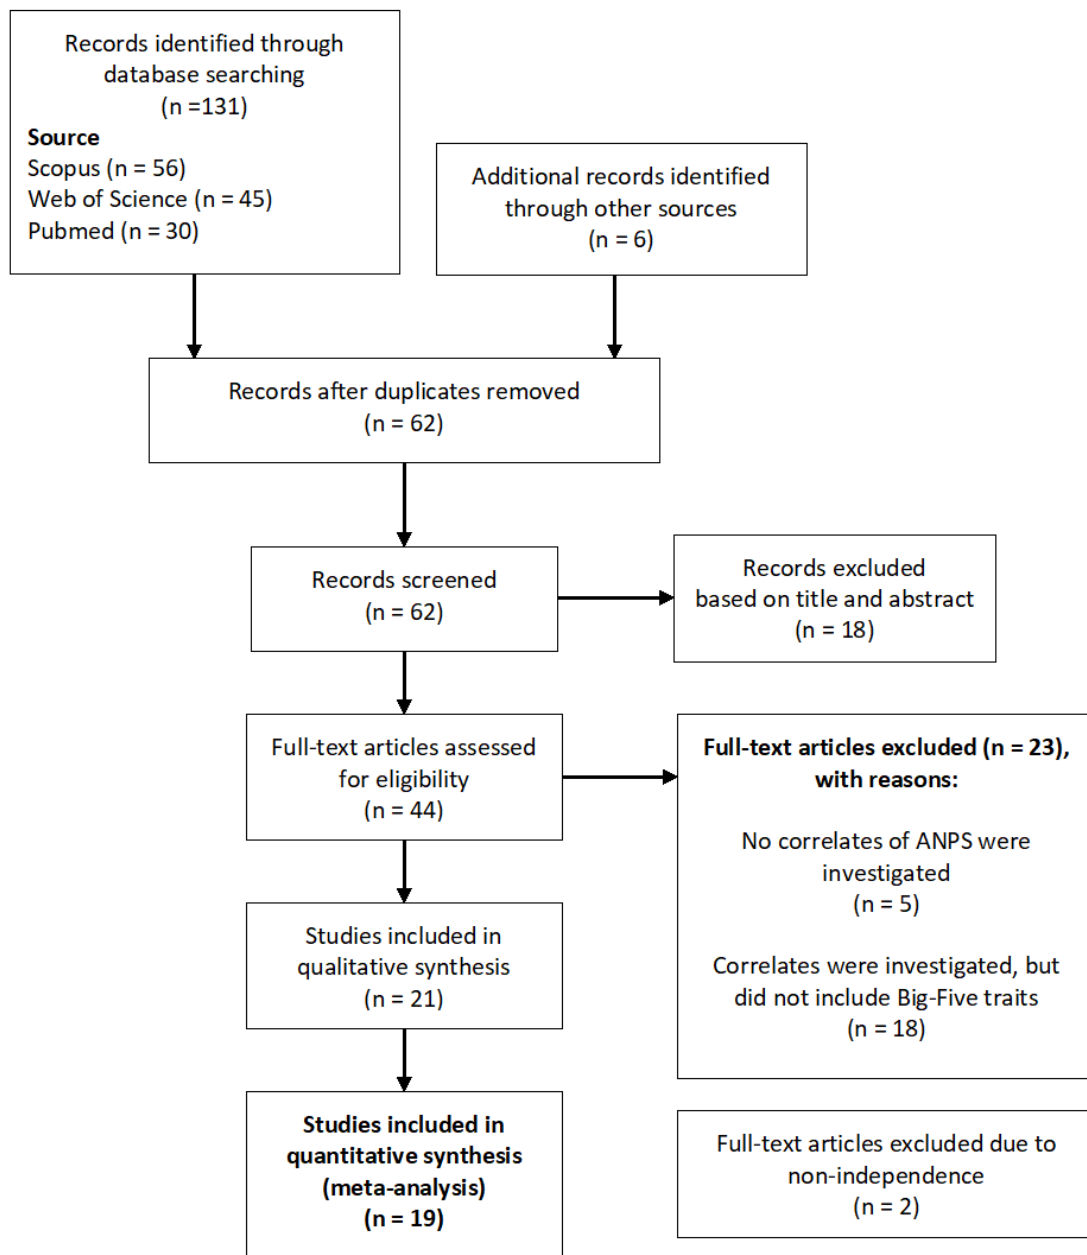 Records identified through
database searching
(n =131)
Source
Scopus (n = 56)
Web of Science (n = 45)
Pubmed (n = 30)
Additional records identified
through other sources
(n = 6)
Records after duplicates removed
(n = 62)
Records screened
(n = 62)
Records excluded
based on title and abstract
(n = 18)
Full-text articles assessed
for eligibility
(n = 44)
Full-text articles excluded (n = 23),
with reasons:
No correlates of ANPS were
investigated
(n = 5)
Correlates were investigated, but
did not include Big-Five traits
(n = 18)
Studies included in
qualitative synthesis
(n = 21)
Studies included in
quantitative synthesis
(meta-analysis)
(n = 19)
Full-text articles excluded due to
non-independence
(n = 2)